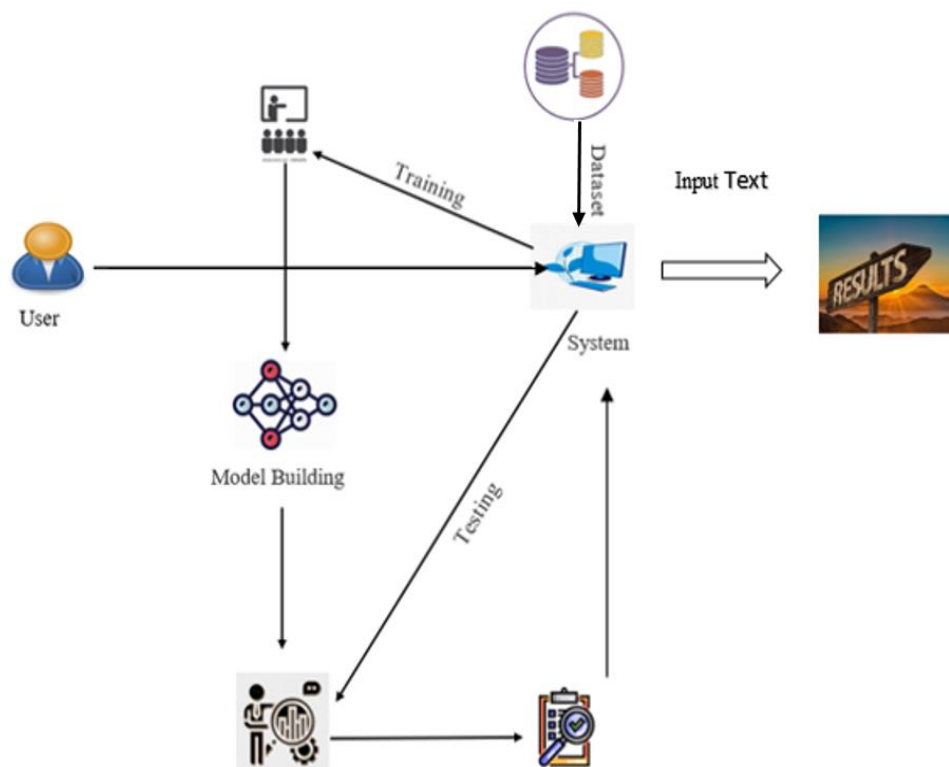 Dataset
Training
Input Text
RESULTS
User
System
Model Building
Testing